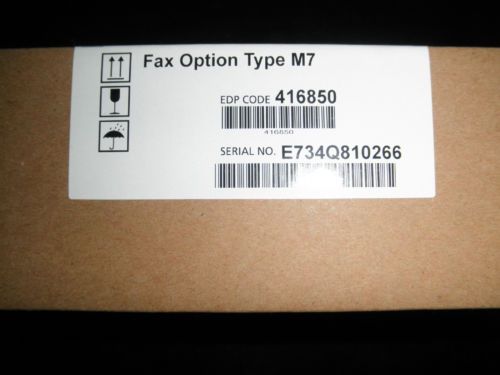 Fax Option Type M7
EDP CODE 416850
416850
SERIAL NO. E734Q810266